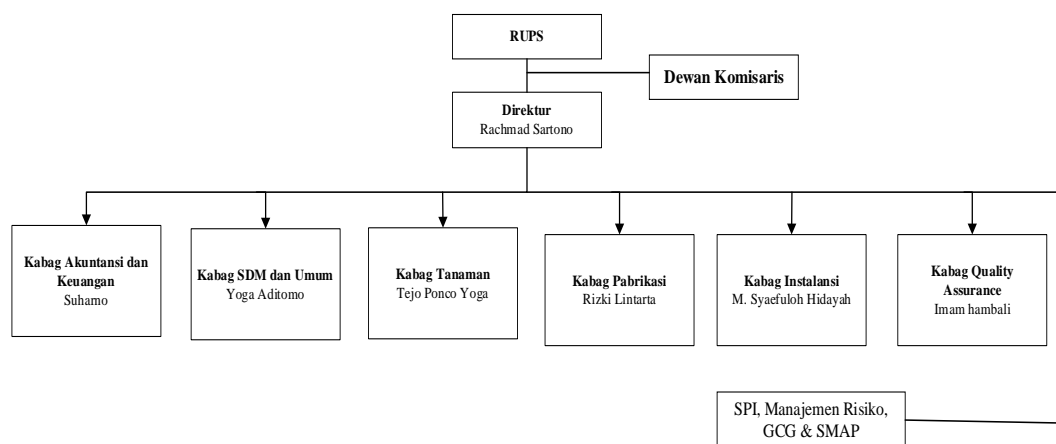 RUPS
Dewan Komisaris
Direktur
Rachmad Sartono
Kabag Akuntansi dan
Keuangan
Suharno
Kabag SDM dan Umum
Yoga Aditomo
Kabag Tanaman
Tejo Ponco Yoga
Kabag Pabrikasi
Rizki Lintarta
Kabag Instalansi
M. Syaefuloh Hidayah
Kabag Quality
Assurance
Imam hambali
SPI, Manajemen Risiko,
GCG & SMAP